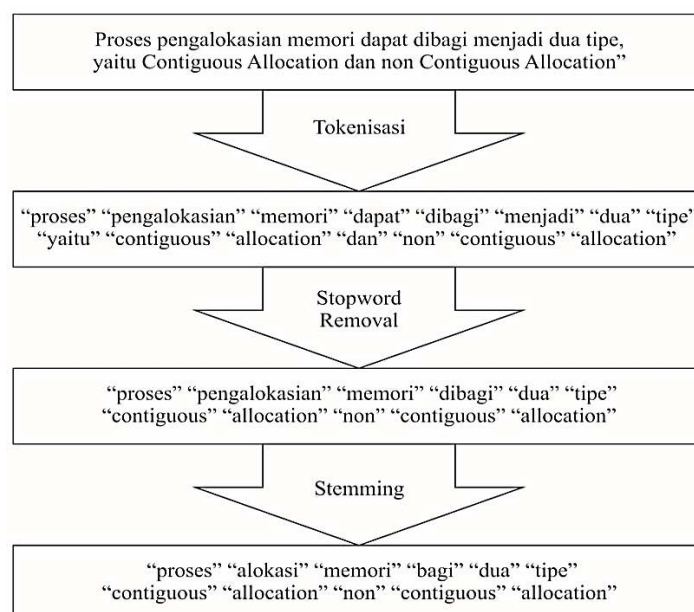 Proses pengalokasian memori dapat dibagi menjadi dua tipe,
yaitu Contiguous Allocation dan non Contiguous Allocation”
Tokenisasi
“proses” “pengalokasian” “memori” “dapat” “dibagi” “menjadi” “dua” “tipe”
“yaitu” “contiguous” “allocation” “dan” “non” “contiguous” “allocation”
Stopword
Removal
“proses” “pengalokasian” “memori” “dibagi” “dua” “tipe”
“contiguous” “allocation” “non” “contiguous” “allocation”
Stemming
“proses” “alokasi” “memori” “bagi” “dua” “tipe”
“contiguous” “allocation” “non” “contiguous” “allocation”